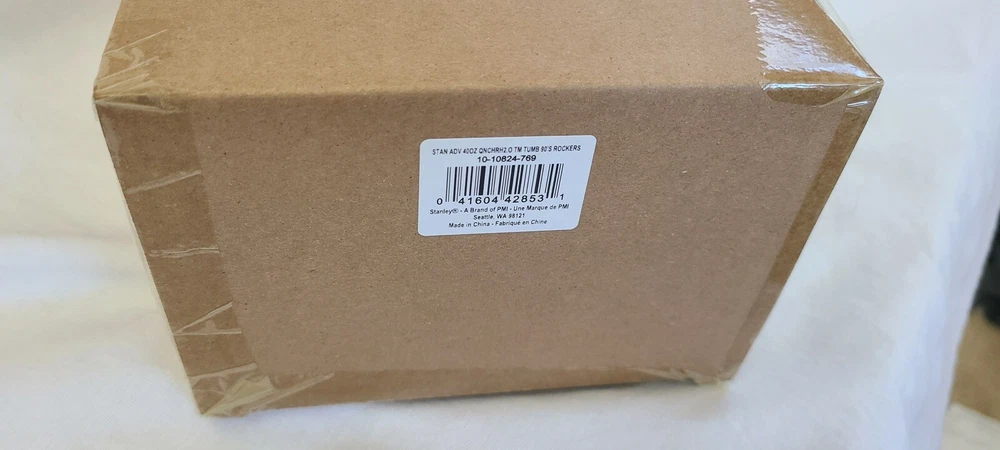 STAN ADV 40OZ QNCHRH2.O TM TUMB 90'S ROCKERS
10-10824-769
0 41604 42853 1
Stanley® - A Brand of PMI - Une Marque de PMI
Seattle, WA 98121
Made in China - Fabriqué en Chine